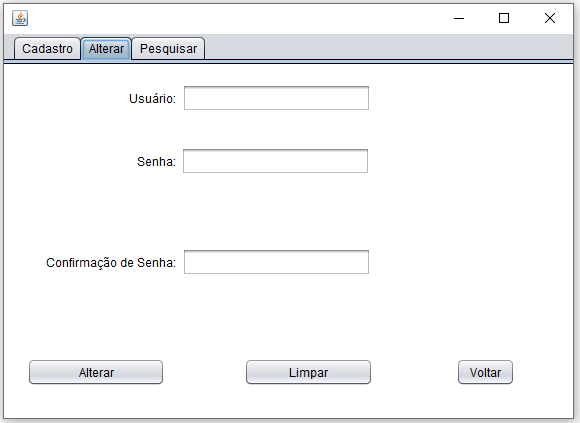 Cadastro Alterar Pesquisar
Usuário:
Senha:
Confirmação de Senha:
Alterar Limpar Voltar